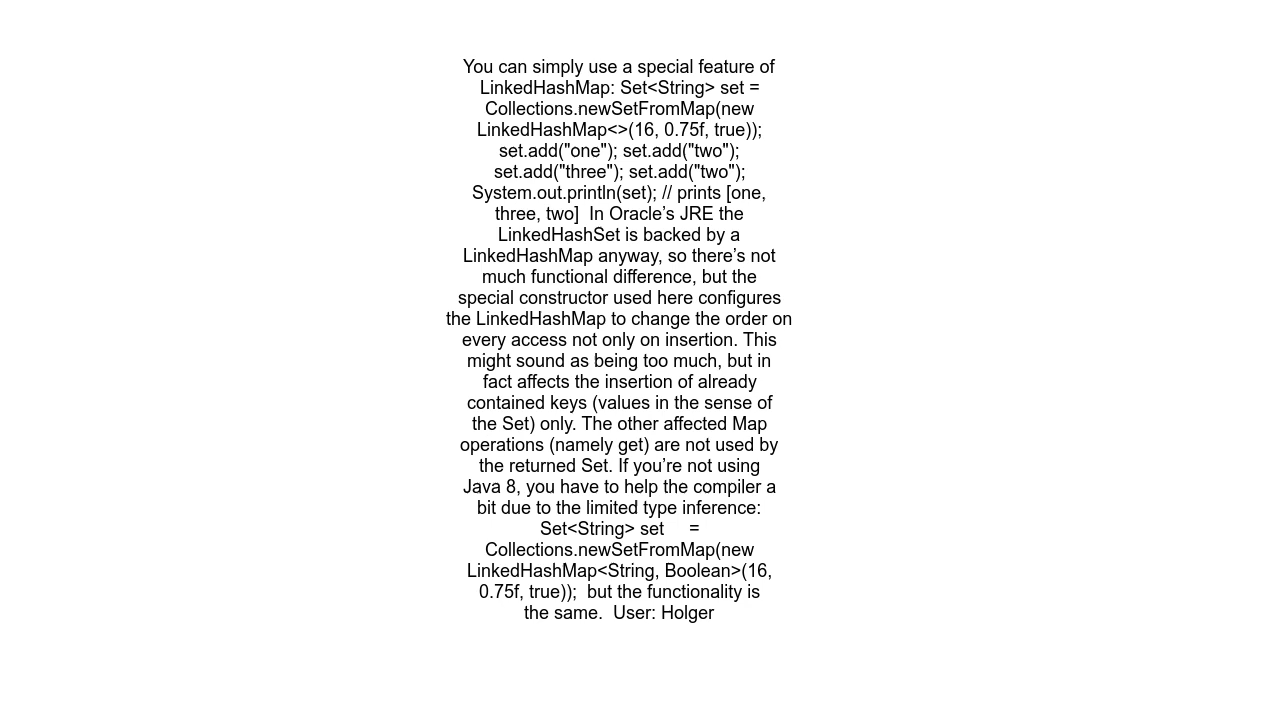 You can simply use a special feature of
LinkedHashMap: Set<String> set =
Collections.newSetFromMap(new
LinkedHashMap<>(16, 0.75f, true));
set.add("one"); set.add("two");
set.add("three"); set.add("two");
System.out.println(set); // prints [one,
three, two]  In Oracle’s JRE the
LinkedHashSet is backed by a
LinkedHashMap anyway, so there’s not
much functional difference, but the
special constructor used here configures
the LinkedHashMap to change the order on
every access not only on insertion. This
might sound as being too much, but in
fact affects the insertion of already
contained keys (values in the sense of
the Set) only. The other affected Map
operations (namely get) are not used by
the returned Set. If you’re not using
Java 8, you have to help the compiler a
bit due to the limited type inference:
Set<String> set     =
Collections.newSetFromMap(new
LinkedHashMap<String, Boolean>(16,
0.75f, true));  but the functionality is
the same.  User: Holger